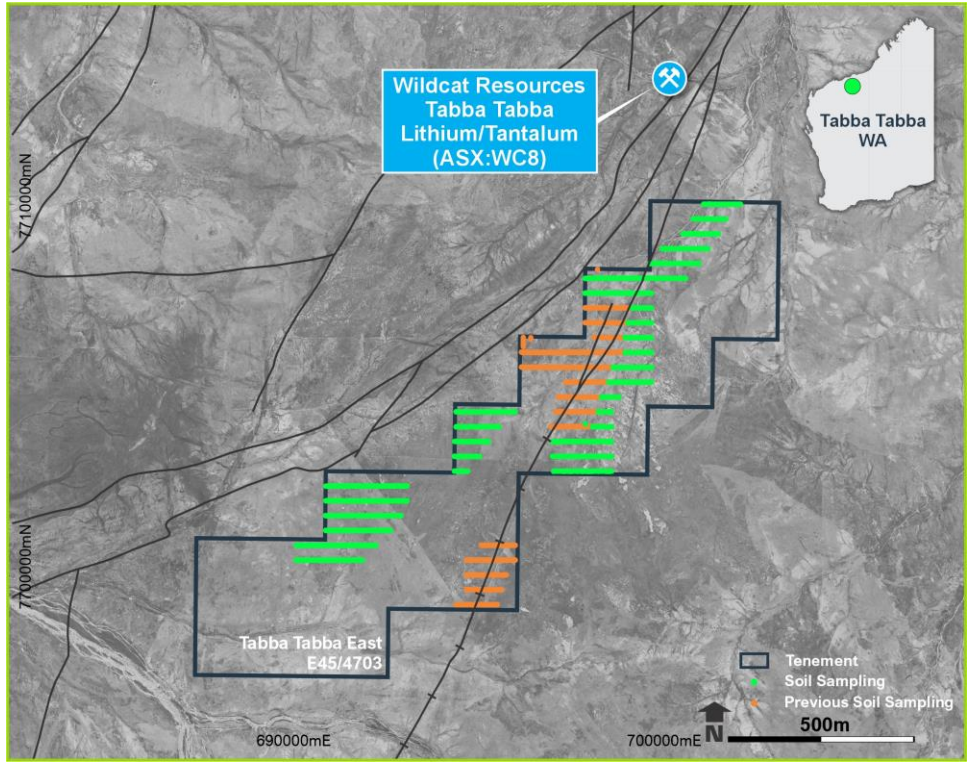 Wildcat Resources
Tabba Tabba
Lithium/Tantalum
(ASX:WC8)
Tabba Tabba
WA
7710000mN
7700000mN
Tabba Tabba East
E45/4703
Tenement
Soil Sampling
Previous Soil Sampling
N
500m
690000mE
700000mE